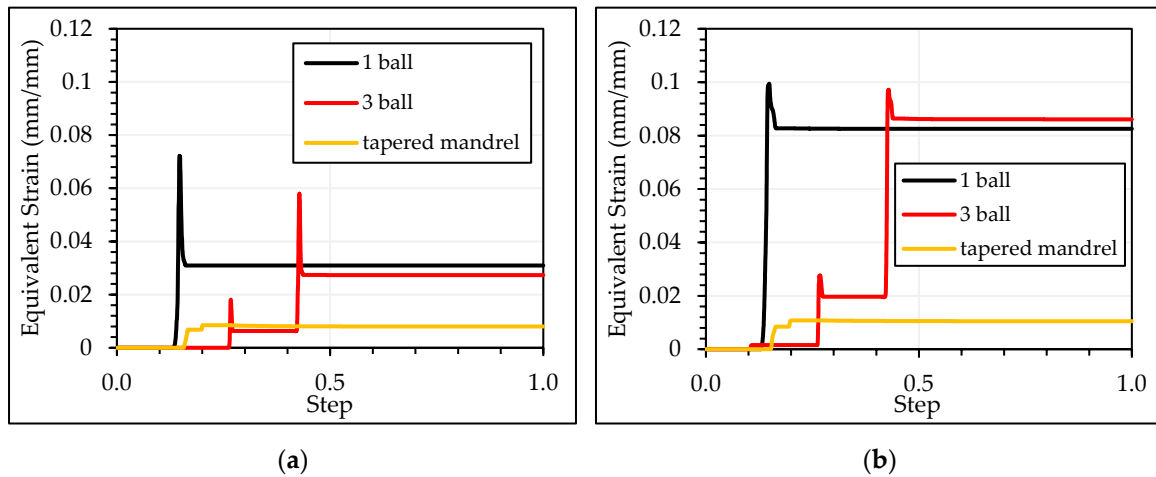 Equivalent Strain (mm/mm)
0.12
0.1
0.08
0.06
0.04
0.02
0
1 ball
3 ball
tapered mandrel
0.0
0.5
1.0
Step
(a)
Equivalent Strain (mm/mm)
0.12
0.1
0.08
0.06
0.04
0.02
0
1 ball
3 ball
tapered mandrel
0.0
0.5
1.0
Step
(b)